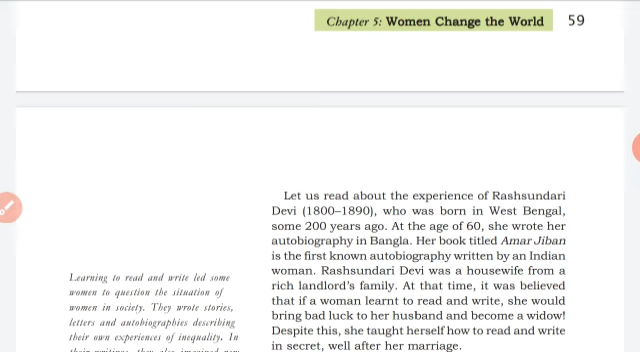 Chapter 5: Women Change the World 59
Let us read about the experience of Rashsundari
Devi (1800–1890), who was born in West Bengal,
some 200 years ago. At the age of 60, she wrote her
autobiography in Bangla. Her book titled Amar Jiban
is the first known autobiography written by an Indian
woman. Rashsundari Devi was a housewife from a
rich landlord's family. At that time, it was believed
that if a woman learnt to read and write, she would
bring bad luck to her husband and become a widow!
Despite this, she taught herself how to read and write
in secret, well after her marriage.
Learning to read and write led some
women to question the situation of
women in society. They wrote stories,
letters and autobiographies describing
their own experiences of inequality. In
their writings, they also imagined new